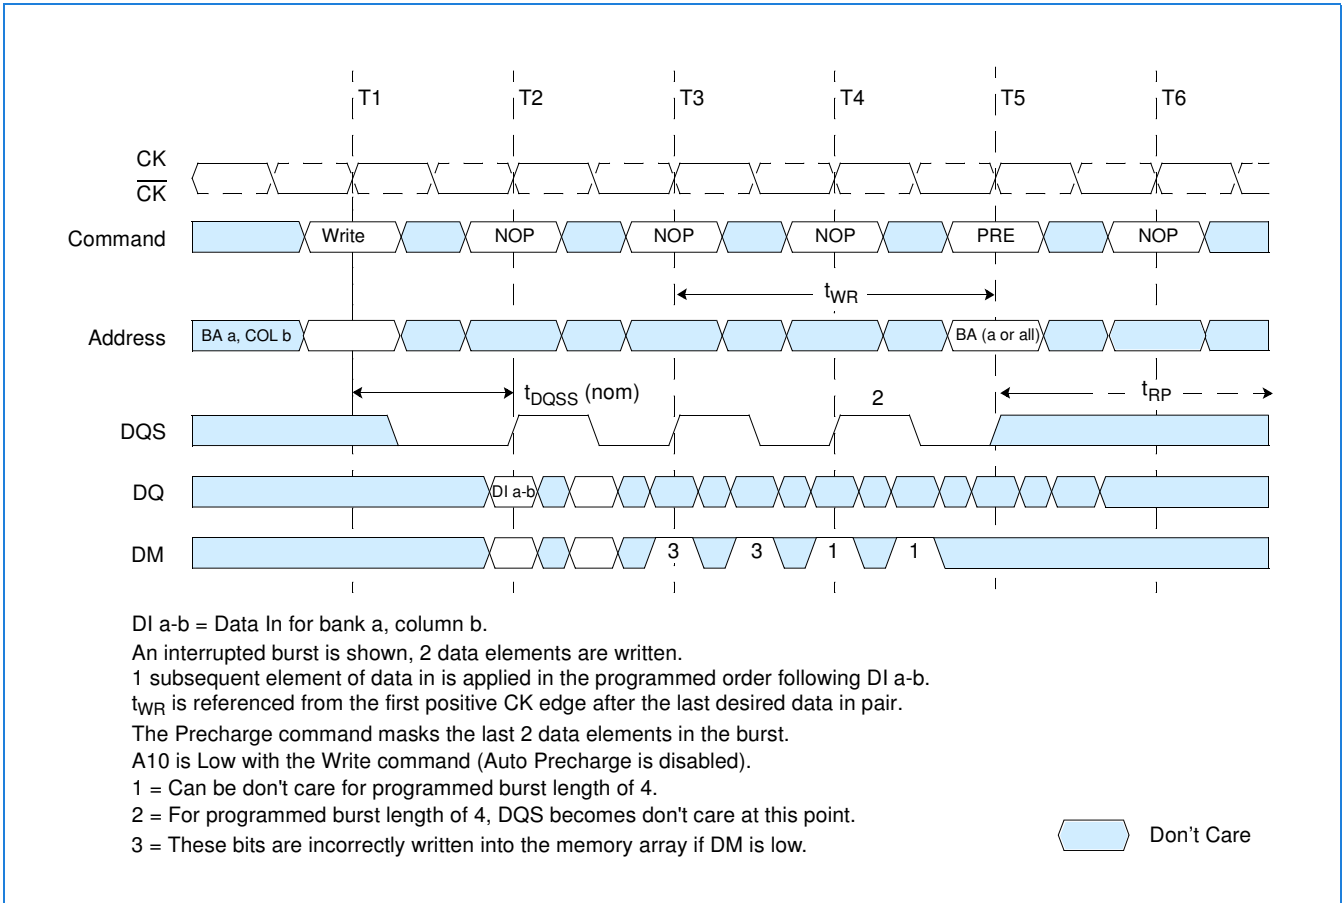 T1 T2 T3 T4 T5 T6
CK
CK
Command Write NOP NOP NOP PRE NOP
tWR
Address BA a, COL b BA (a or all)
tDQSS (nom) 2 tRP
DQS
DQ DI a-b
DM 3 3 1 1
DI a-b = Data In for bank a, column b.
An interrupted burst is shown, 2 data elements are written.
1 subsequent element of data in is applied in the programmed order following DI a-b.
tWR is referenced from the first positive CK edge after the last desired data in pair.
The Precharge command masks the last 2 data elements in the burst.
A10 is Low with the Write command (Auto Precharge is disabled).
1 = Can be don't care for programmed burst length of 4.
2 = For programmed burst length of 4, DQS becomes don't care at this point.
3 = These bits are incorrectly written into the memory array if DM is low.
Don't Care